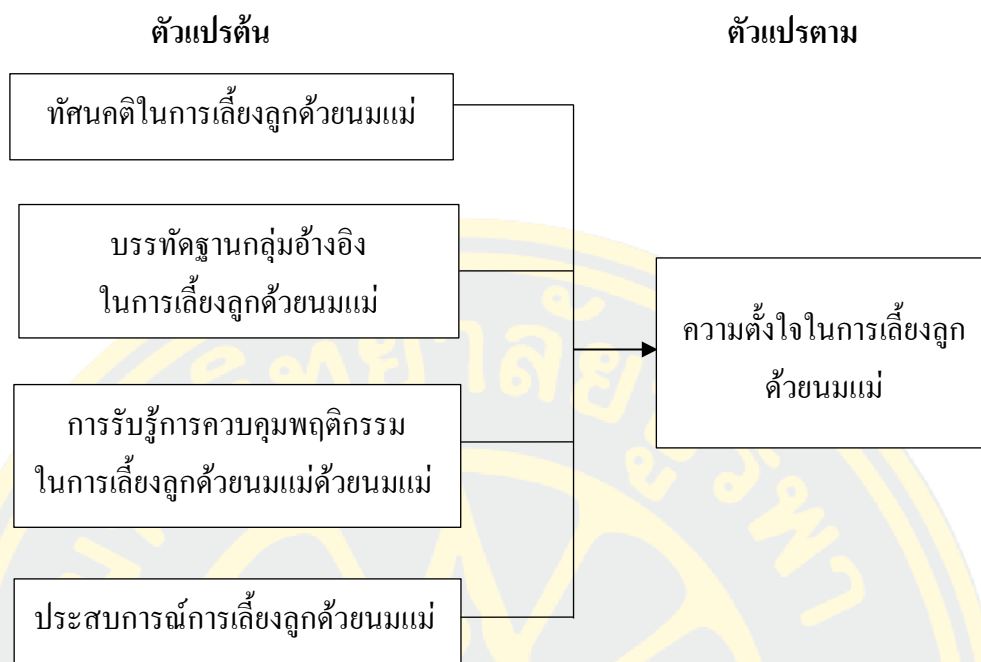 ตัวแปรต้น
ตัวแปรตาม
ทัศนคติในการเลี้ยงลูกด้วยนมแม่
บรรทัดฐานกลุ่มอ้างอิง
ในการเลี้ยงลูกด้วยนมแม่
การรับรู้การควบคุมพฤติกรรม
ในการเลี้ยงลูกด้วยนมแม่ด้วยนมแม่
ประสบการณ์การเลี้ยงลูกด้วยนมแม่
ความตั้งใจในการเลี้ยงลูก
ด้วยนมแม่